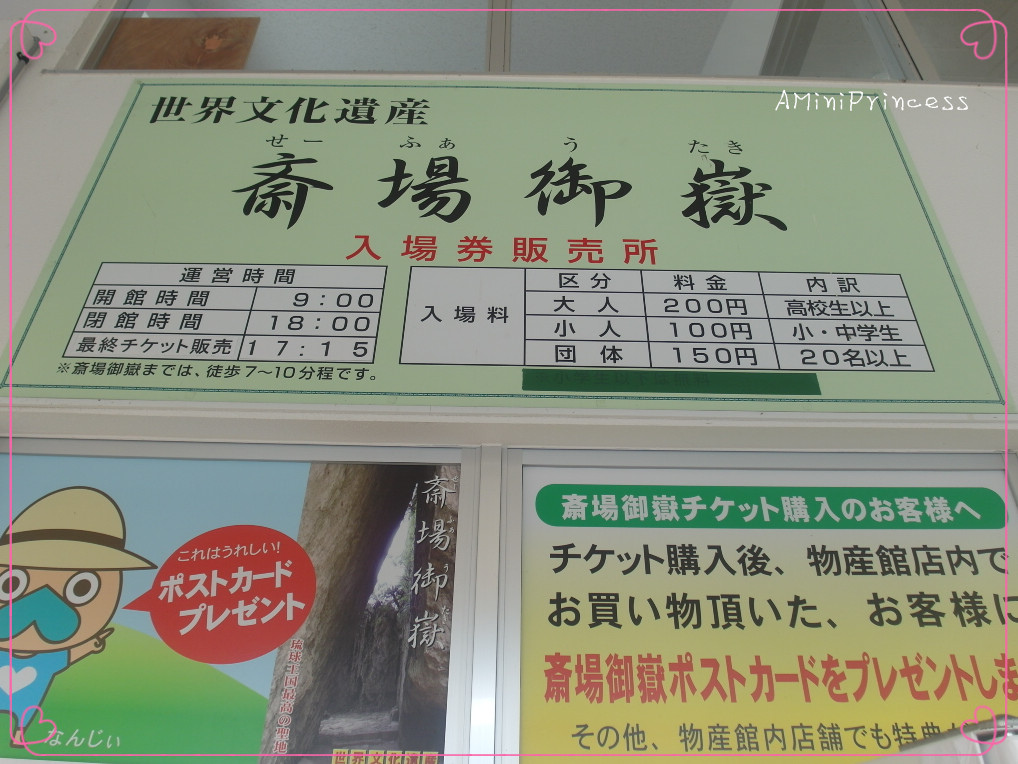 AMiniPrincess
世界文化遺産
せー ふぁ う たき
斎場御嶽
入場券販売所
運営時間
開館時間 9:00
閉館時間 18:00
最終チケット販売 17:15
※斎場御嶽までは、徒歩7〜10分程です。
入場料 区分 料金 内訳
大人 200円 高校生以上
小人 100円 小・中学生
団体 150円 20名以上
これはうれしい!
ポストカード
プレゼント
なんじぃ
斎場御嶽
琉球王国最高の聖地
世界文化遺産
斎場御嶽チケット購入のお客様へ
チケット購入後、物産館店内で
お買い物頂いた、お客様に
斎場御嶽ポストカードをプレゼントしま
その他、物産館内店舗でも特典